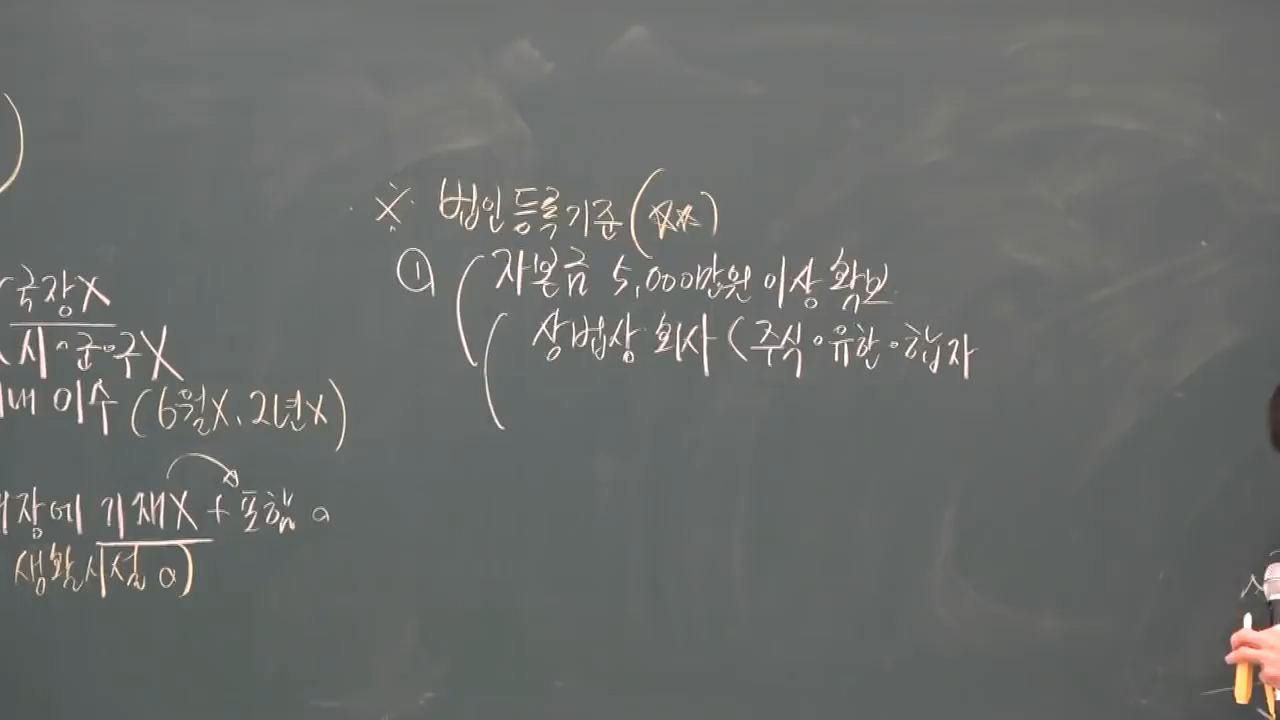 국장X
시·군·구X
내 이수 (6월X, 2년X)
장에 기재X + 포함 o
생활시설 o)
※ 법인등록기준(☆☆)
① 자본금 5,000만원 이상 확보
상법상 회사 (주식·유한·합자